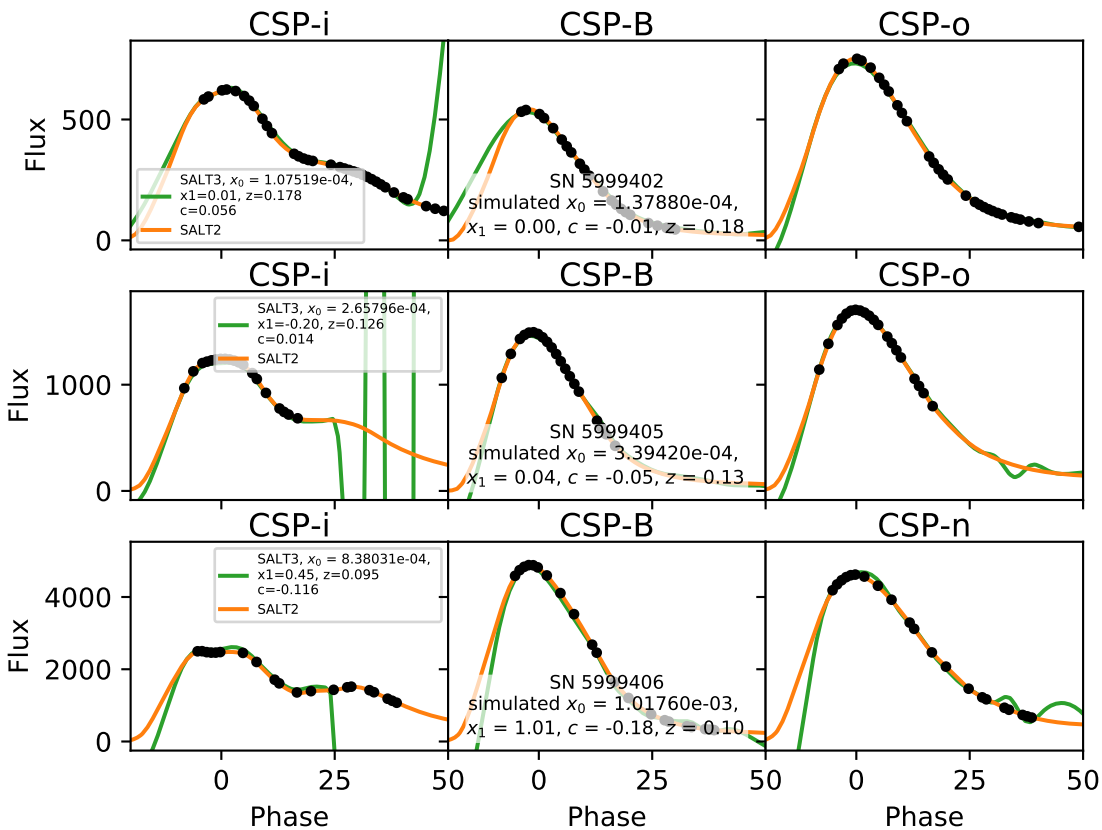 CSP-i CSP-B CSP-o
Flux
500
0
SALT3, x₀ = 1.07519e-04,
x1=0.01, z=0.178
c=0.056
SALT2
SN 5999402
simulated x₀ = 1.37880e-04,
x₁ = 0.00, c = -0.01, z = 0.18
CSP-i CSP-B CSP-o
Flux
1000
0
SALT3, x₀ = 2.65796e-04,
x1=-0.20, z=0.126
c=0.014
SALT2
SN 5999405
simulated x₀ = 3.39420e-04,
x₁ = 0.04, c = -0.05, z = 0.13
CSP-i CSP-B CSP-n
Flux
4000
2000
0
SALT3, x₀ = 8.38031e-04,
x1=0.45, z=0.095
c=-0.116
SALT2
SN 5999406
simulated x₀ = 1.01760e-03,
x₁ = 1.01, c = -0.18, z = 0.10
0 25 50 0 25 50 0 25 50
Phase Phase Phase